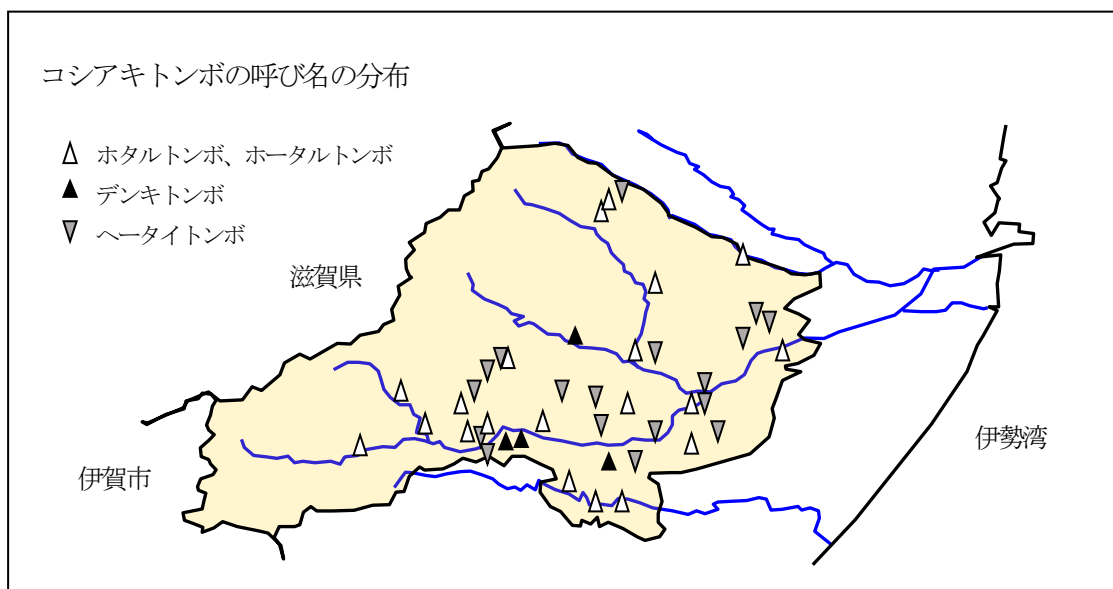 コシアキトンボの呼び名の分布
ホタルトンボ、ホータルトンボ
デンキトンボ
ヘータイトンボ
滋賀県
伊勢湾
伊賀市